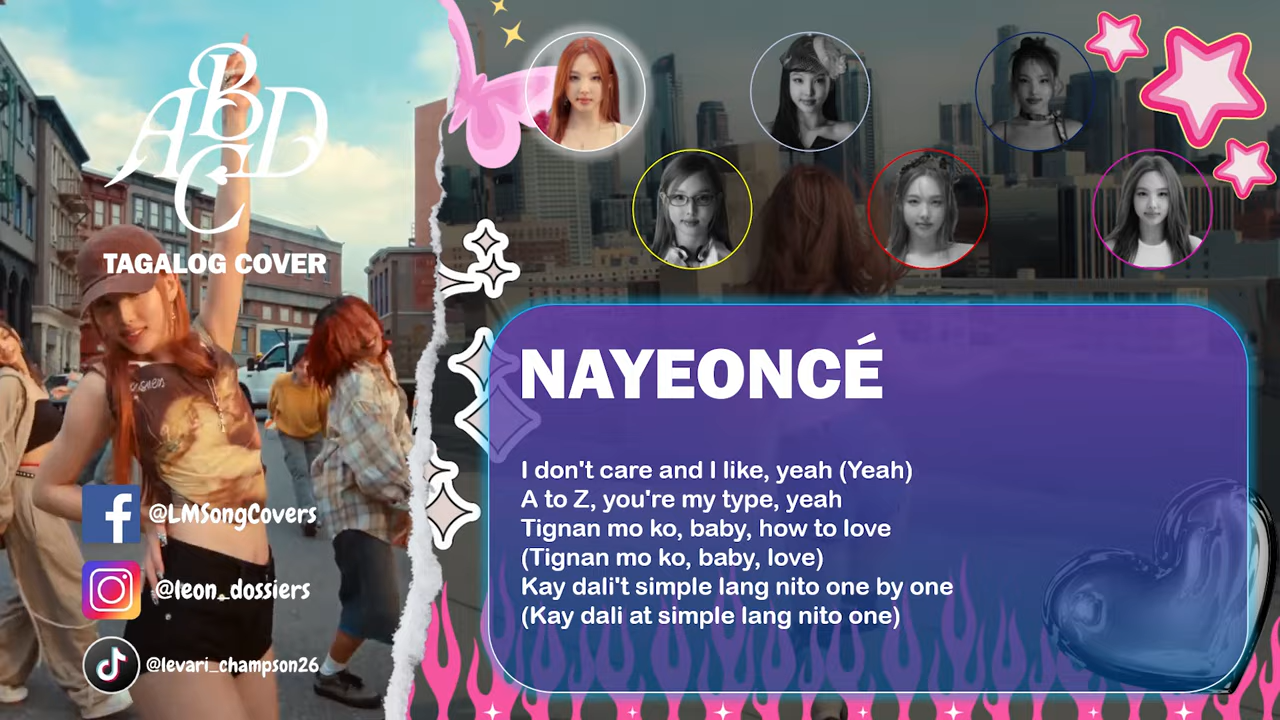 ABCD
TAGALOG COVER
@LMSongCovers
@leon_dossiers
@levari_champson26
NAYEONCÉ
I don't care and I like, yeah (Yeah)
A to Z, you're my type, yeah
Tignan mo ko, baby, how to love
(Tignan mo ko, baby, love)
Kay dali't simple lang nito one by one
(Kay dali at simple lang nito one)